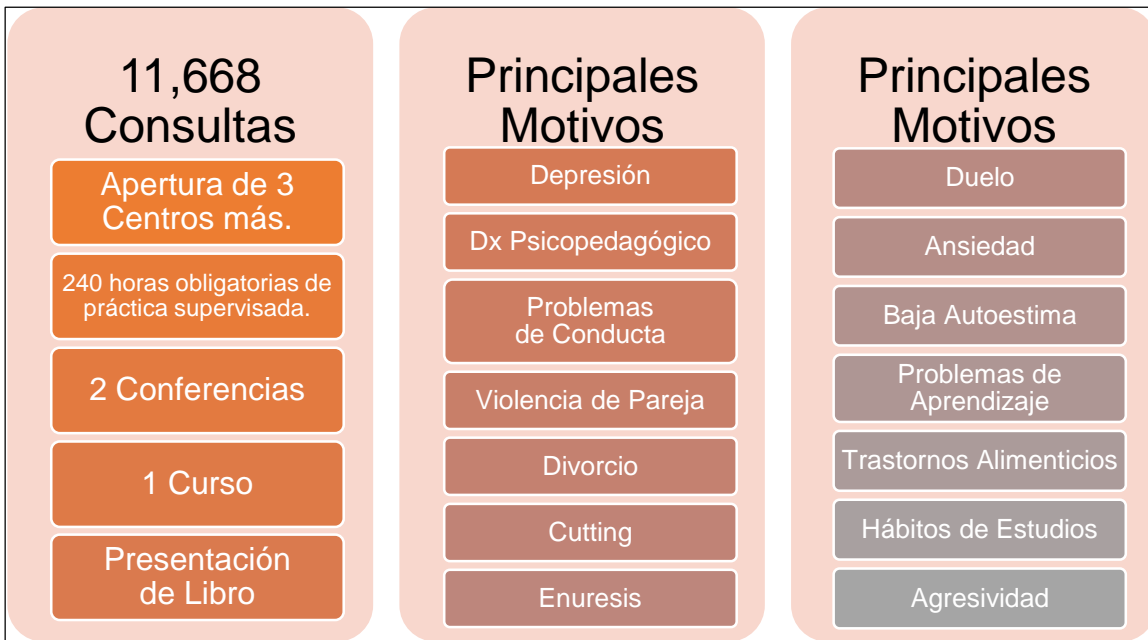 11,668
Consultas
Apertura de 3
Centros más.
240 horas obligatorias de
práctica supervisada.
2 Conferencias
1 Curso
Presentación
de Libro
Principales
Motivos
Depresión
Dx Psicopedagógico
Problemas
de Conducta
Violencia de Pareja
Divorcio
Cutting
Enuresis
Principales
Motivos
Duelo
Ansiedad
Baja Autoestima
Problemas de
Aprendizaje
Trastornos Alimenticios
Hábitos de Estudios
Agresividad